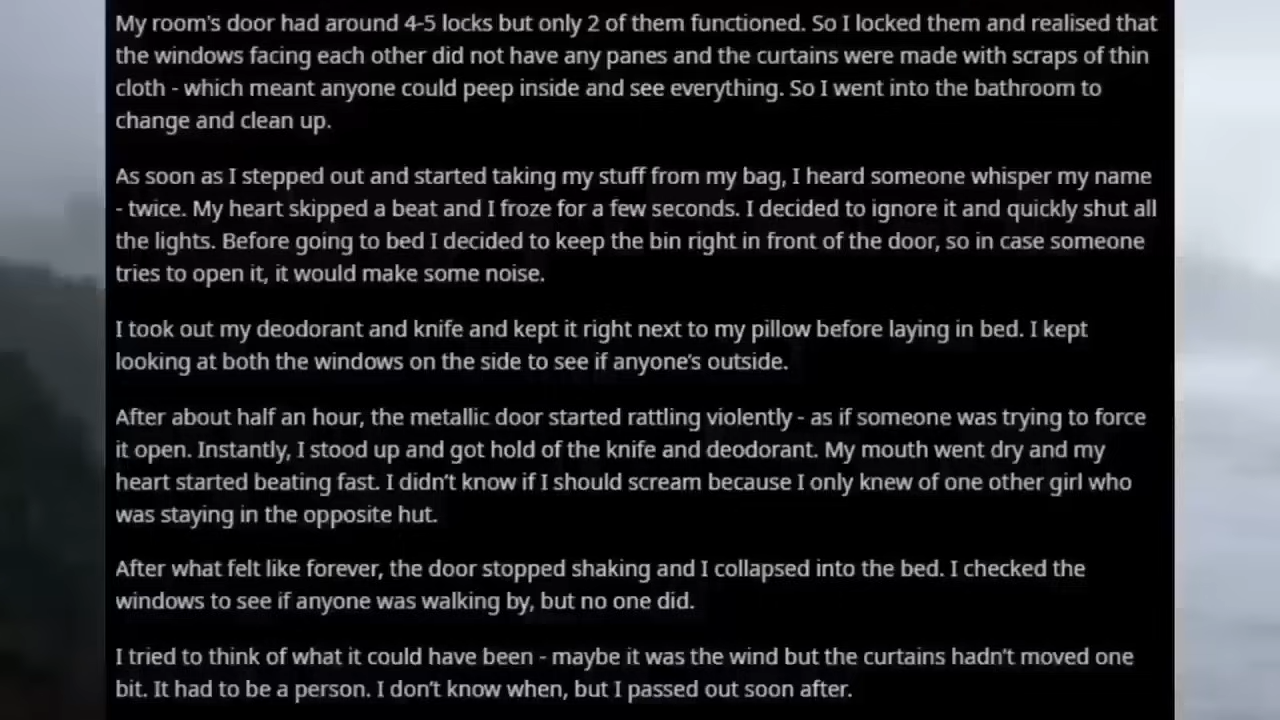 My room's door had around 4-5 locks but only 2 of them functioned. So I locked them and realised that
the windows facing each other did not have any panes and the curtains were made with scraps of thin
cloth - which meant anyone could peep inside and see everything. So I went into the bathroom to
change and clean up.
As soon as I stepped out and started taking my stuff from my bag, I heard someone whisper my name
- twice. My heart skipped a beat and I froze for a few seconds. I decided to ignore it and quickly shut all
the lights. Before going to bed I decided to keep the bin right in front of the door, so in case someone
tries to open it, it would make some noise.
I took out my deodorant and knife and kept it right next to my pillow before laying in bed. I kept
looking at both the windows on the side to see if anyone's outside.
After about half an hour, the metallic door started rattling violently - as if someone was trying to force
it open. Instantly, I stood up and got hold of the knife and deodorant. My mouth went dry and my
heart started beating fast. I didn't know if I should scream because I only knew of one other girl who
was staying in the opposite hut.
After what felt like forever, the door stopped shaking and I collapsed into the bed. I checked the
windows to see if anyone was walking by, but no one did.
I tried to think of what it could have been - maybe it was the wind but the curtains hadn't moved one
bit. It had to be a person. I don't know when, but I passed out soon after.